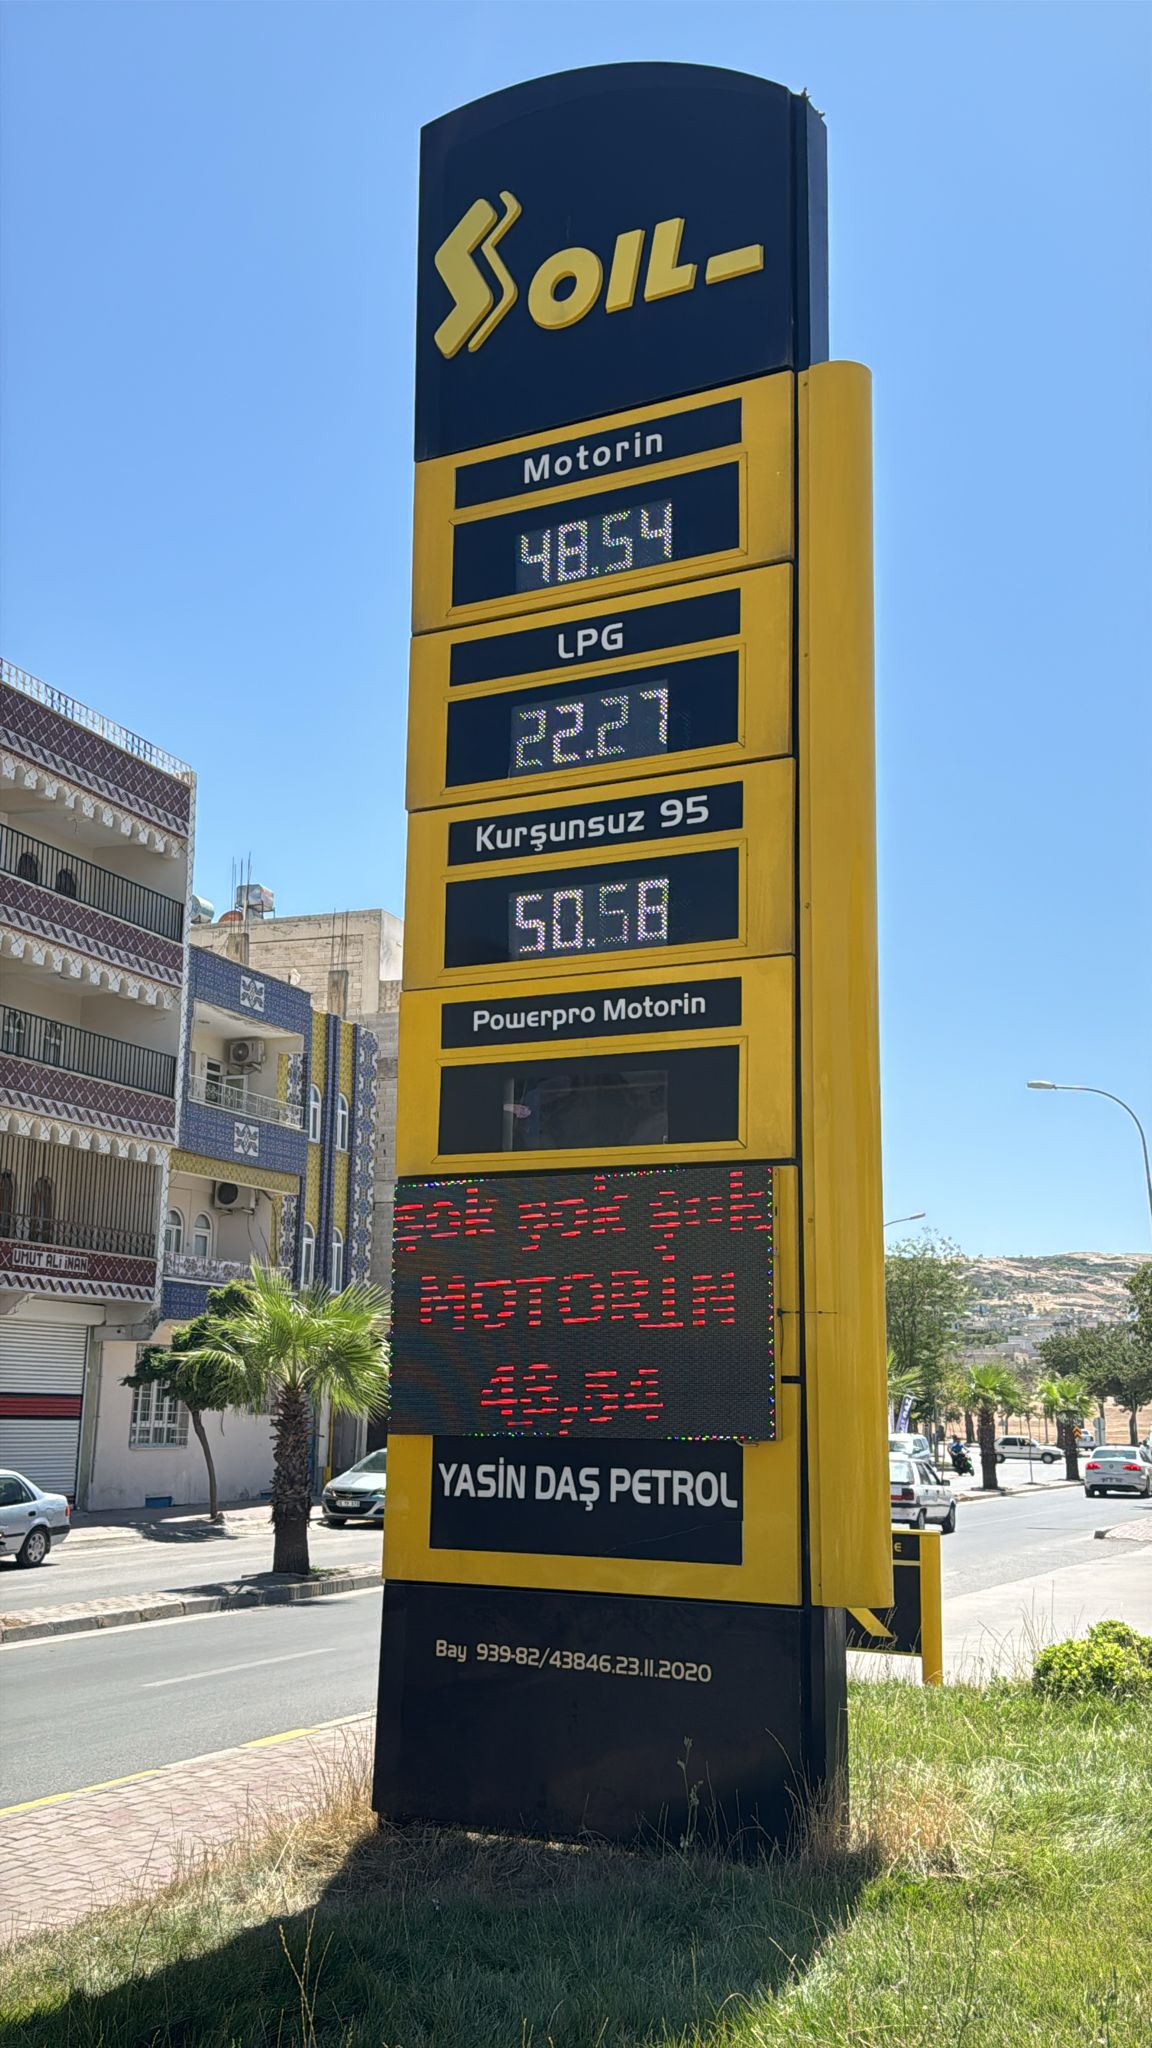 SOIL
Motorin
48.54
LPG
22.27
Kurşunsuz 95
50.58
Powerpro Motorin
şok şok şok
MOTORİN
48,54
YASİN DAŞ PETROL
Bay 939-82/43846.23.11.2020
UMUT ALİ İNAN